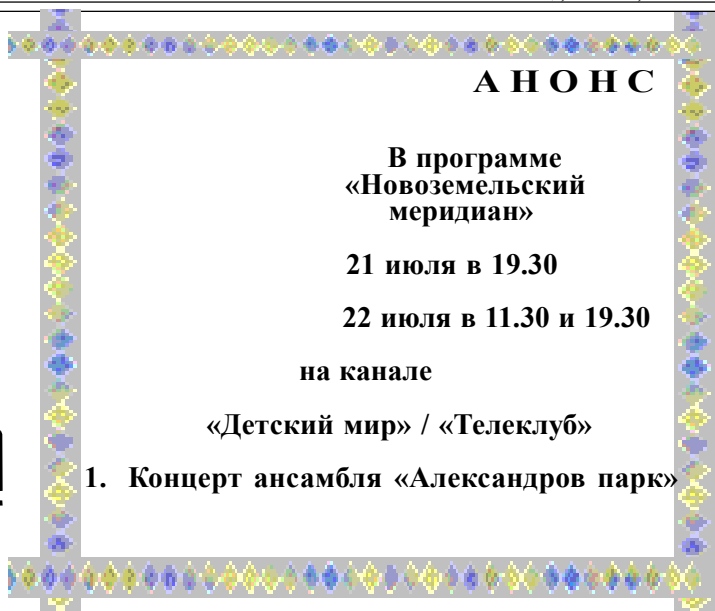 А Н О Н С
В программе
«Новоземельский
меридиан»
21 июля в 19.30
22 июля в 11.30 и 19.30
на канале
«Детский мир» / «Телеклуб»
1. Концерт ансамбля «Александров парк»